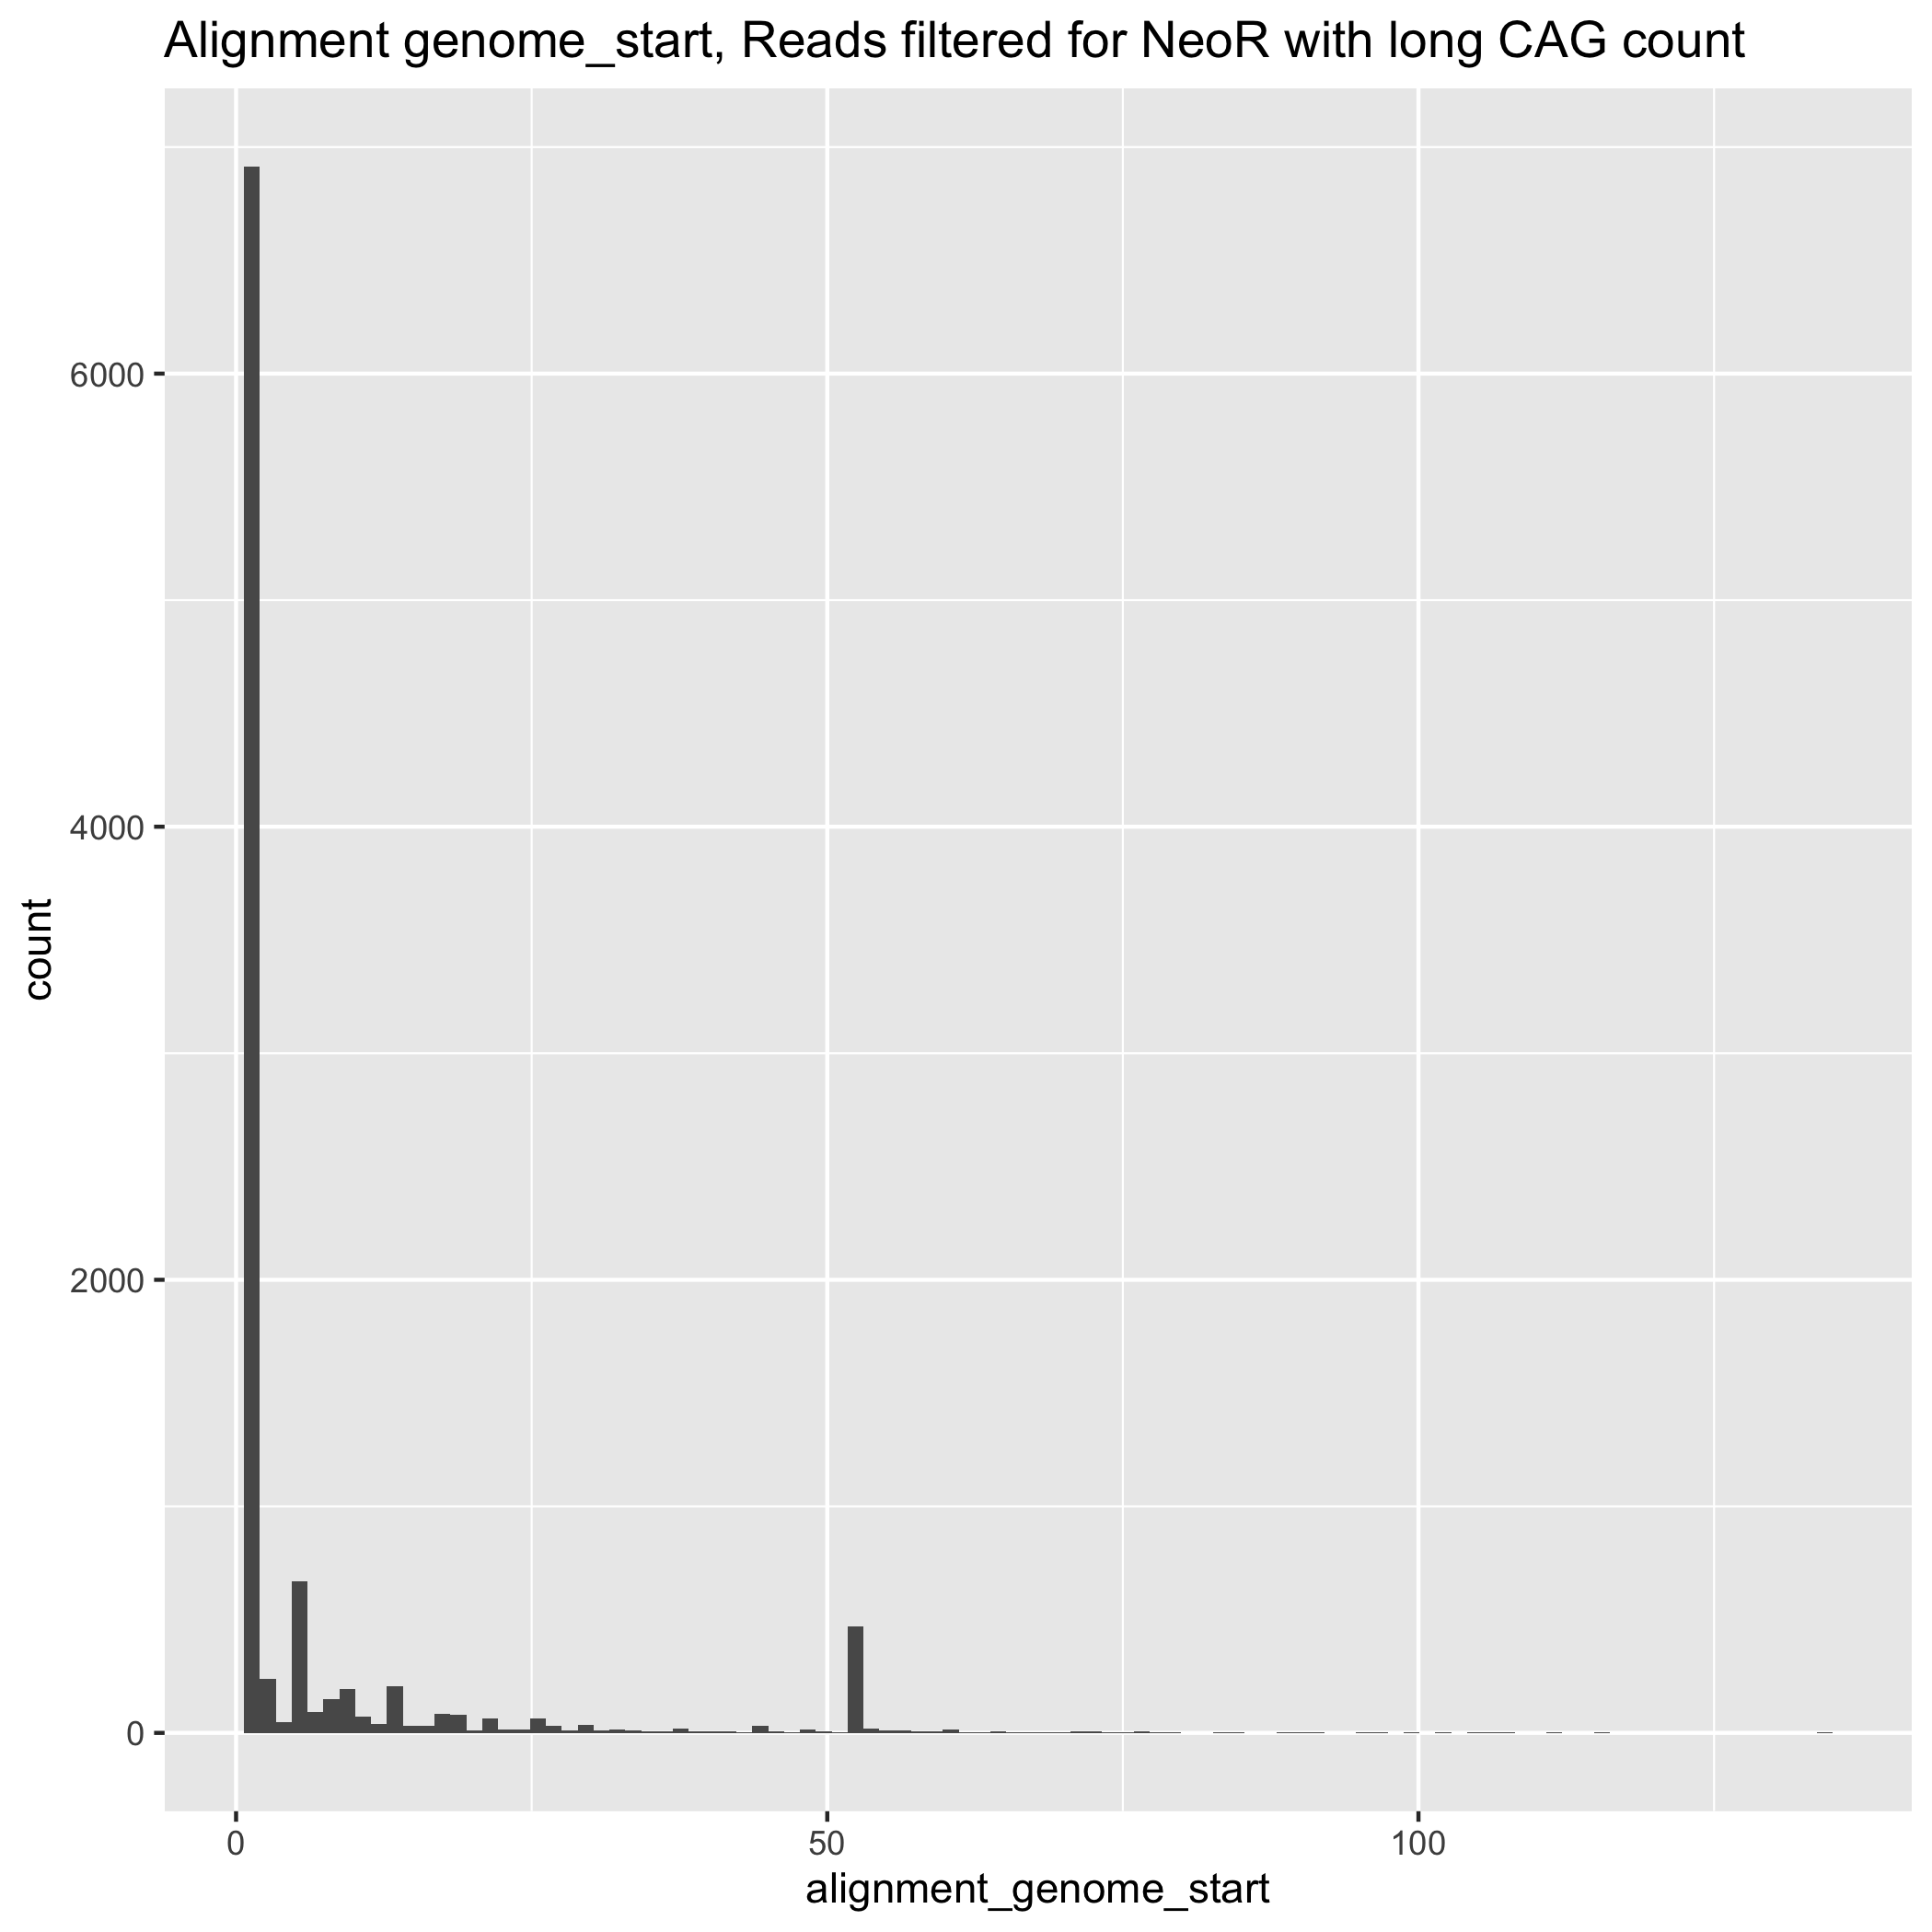 Alignment genome_start, Reads filtered for NeoR with long CAG count
6000
4000
2000
0
count
0 50 100
alignment_genome_start